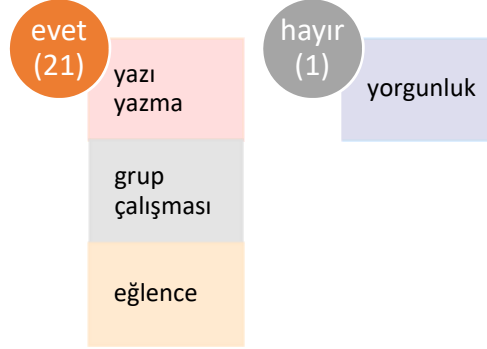 evet
(21)
yazı
yazma
grup
çalışması
eğlence
hayır
(1)
yorgunluk